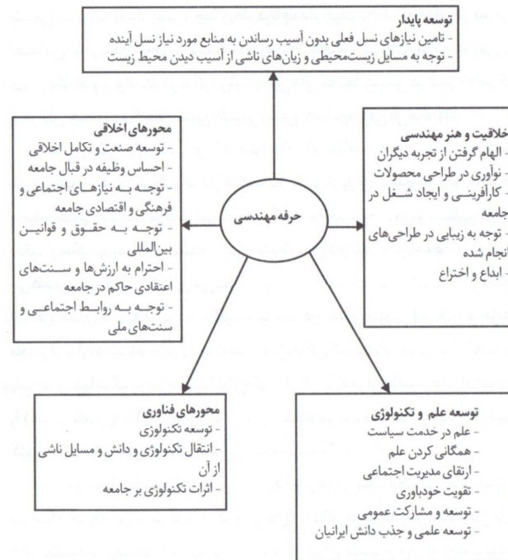 توسعه پایدار
- تامین نیازهای نسل فعلی بدون آسیب رساندن به منابع مورد نیاز نسل آینده
- توجه به مسایل زیست‌محیطی و زیان‌های ناشی از آسیب دیدن محیط زیست
خلاقیت و هنر مهندسی
- الهام گرفتن از تجربه دیگران
- نوآوری در طراحی محصولات
- کارآفرینی و ایجاد شغل در
جامعه
- توجه به زیبایی در طراحی‌های
انجام شده
- ابداع و اختراع
محورهای اخلاقی
- توسعه صنعت و تکامل اخلاقی
- احساس وظیفه در قبال جامعه
- توجه به نیازهای اجتماعی و
فرهنگی و اقتصادی جامعه
- توجه به حقوق و قوانین
بین‌المللی
- احترام به ارزش‌ها و سنت‌های
اعتقادی حاکم در جامعه
- توجه به روابط اجتماعی و
سنت‌های ملی
حرفه مهندسی
توسعه علم و تکنولوژی
- علم در خدمت سیاست
- همگانی کردن علم
- ارتقای مدیریت اجتماعی
- تقویت خودباوری
- توسعه و مشارکت عمومی
- توسعه علمی و جذب دانش ایرانیان
محورهای فناوری
- توسعه تکنولوژی
- انتقال تکنولوژی و دانش و مسایل ناشی
از آن
- اثرات تکنولوژی بر جامعه